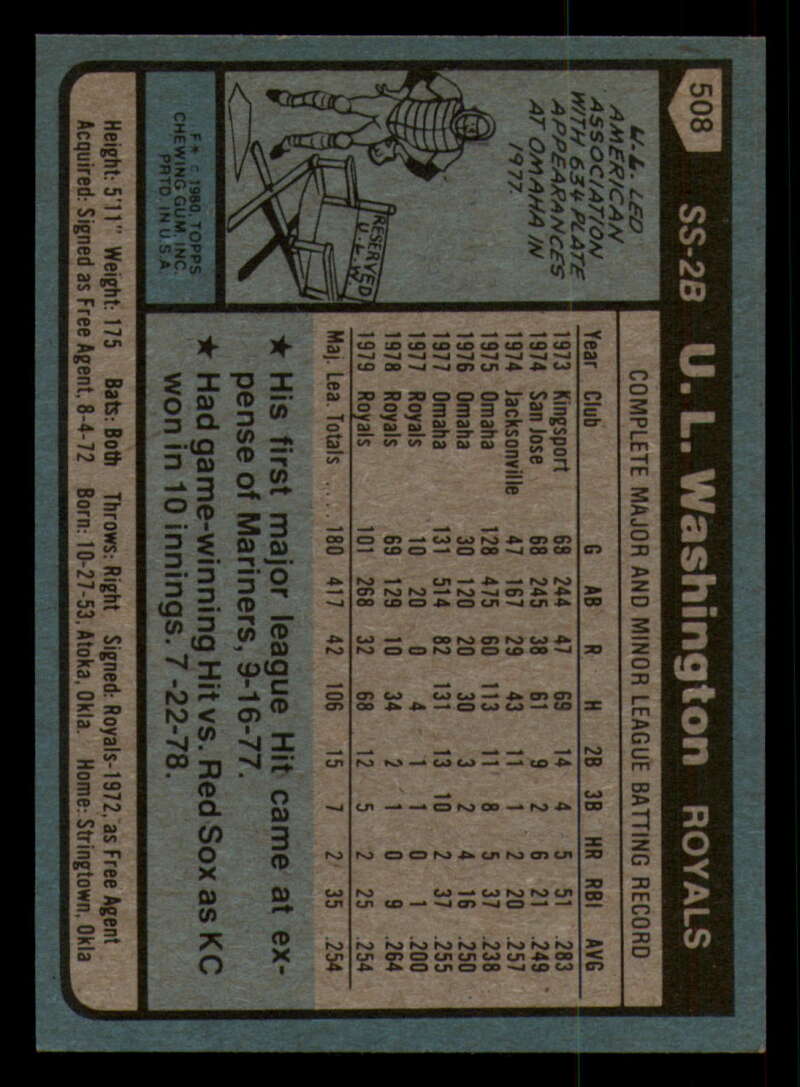 508 SS-2B U. L. Washington ROYALS
COMPLETE MAJOR AND MINOR LEAGUE BATTING RECORD
Year Club G AB R H 2B 3B HR RBI AVG
1973 Kingsport 68 244 47 69 14 4 5 51 .283
1974 San Jose 68 245 38 61 9 2 6 21 .249
1974 Jacksonville 47 167 29 43 11 1 2 20 .257
1975 Omaha 128 475 60 113 11 8 5 37 .238
1976 Omaha 30 120 20 30 3 2 4 16 .250
1977 Omaha 131 514 82 131 13 10 2 37 .255
1977 Royals 10 20 0 4 1 1 0 1 .200
1978 Royals 69 129 10 34 2 1 0 9 .264
1979 Royals 101 268 32 68 12 5 2 25 .254
Maj. Lea. Totals ..... 180 417 42 106 15 7 2 35 .254
U.L. LED
AMERICAN
ASSOCIATION
WITH 634 PLATE
APPEARANCES
AT OMAHA IN
1977.
RESERVED
U.L.W.
★ His first major league Hit came at ex-
pense of Mariners, 9-16-77.
★ Had game-winning Hit vs. Red Sox as KC
won in 10 innings. 7-22-78.
F* © 1980 TOPPS
CHEWING GUM, INC.
PRTD. IN U.S.A.
Height: 5'11" Weight: 175 Bats: Both Throws: Right Signed: Royals-1972, as Free Agent
Acquired: Signed as Free Agent, 8-4-72 Born: 10-27-53, Atoka, Okla. Home: Stringtown, Okla